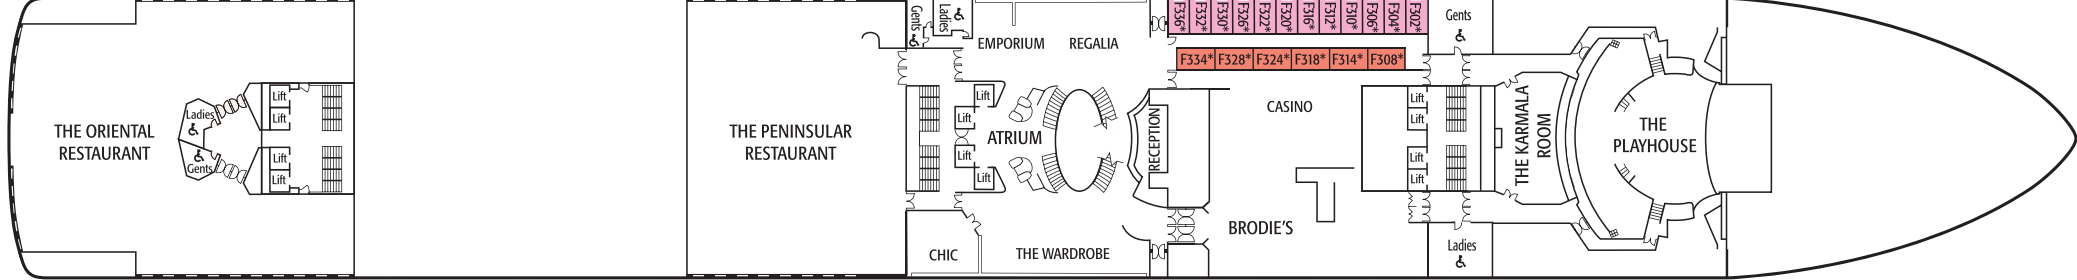 THE ORIENTAL
RESTAURANT
Ladies
Gents
Lift
Lift
Lift
Lift
THE PENINSULAR
RESTAURANT
Gents
Ladies
EMPORIUM
REGALIA
Lift
Lift
Lift
Lift
ATRIUM
RECEPTION
CHIC
THE WARDROBE
F336*
F332*
F330*
F326*
F322*
F320*
F316*
F312*
F310*
F306*
F304*
F302*
F334*
F328*
F324*
F318*
F314*
F308*
CASINO
BRODIE'S
Gents
Lift
Lift
Lift
Lift
Ladies
THE KARMALA
ROOM
THE
PLAYHOUSE